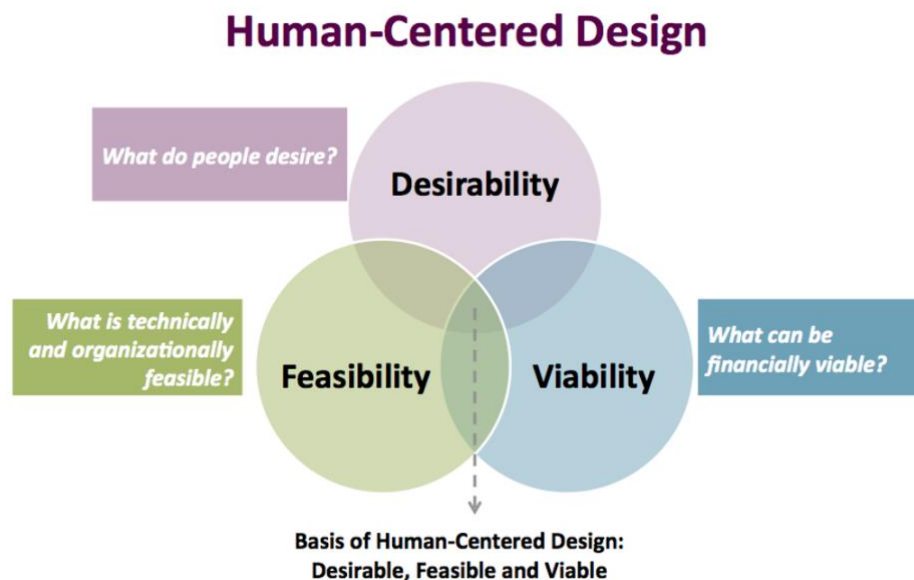 Human-Centered Design
What do people desire?
Desirability
What is technically
and organizationally
feasible?
Feasibility
Viability
What can be
financially viable?
Basis of Human-Centered Design:
Desirable, Feasible and Viable